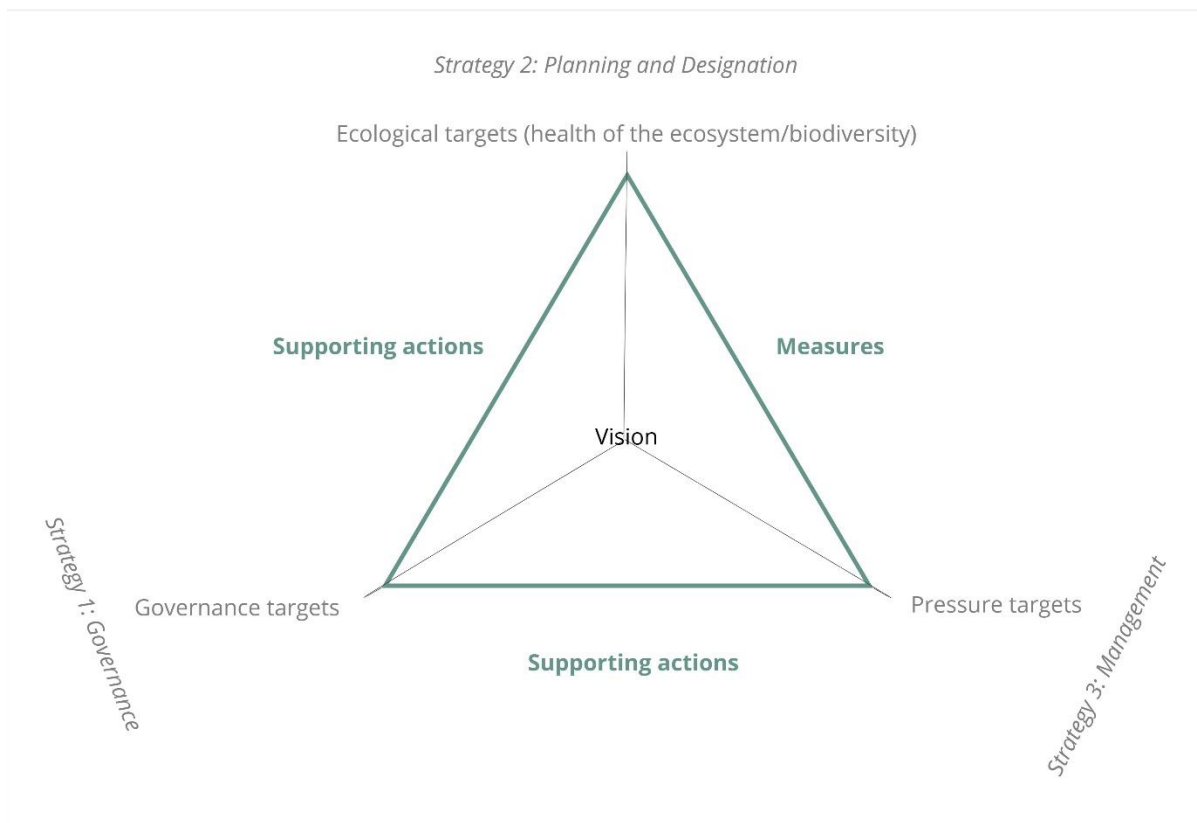 Strategy 2: Planning and Designation
Ecological targets (health of the ecosystem/biodiversity)
Supporting actions
Measures
Vision
Strategy 1: Governance
Governance targets
Pressure targets
Strategy 3: Management
Supporting actions